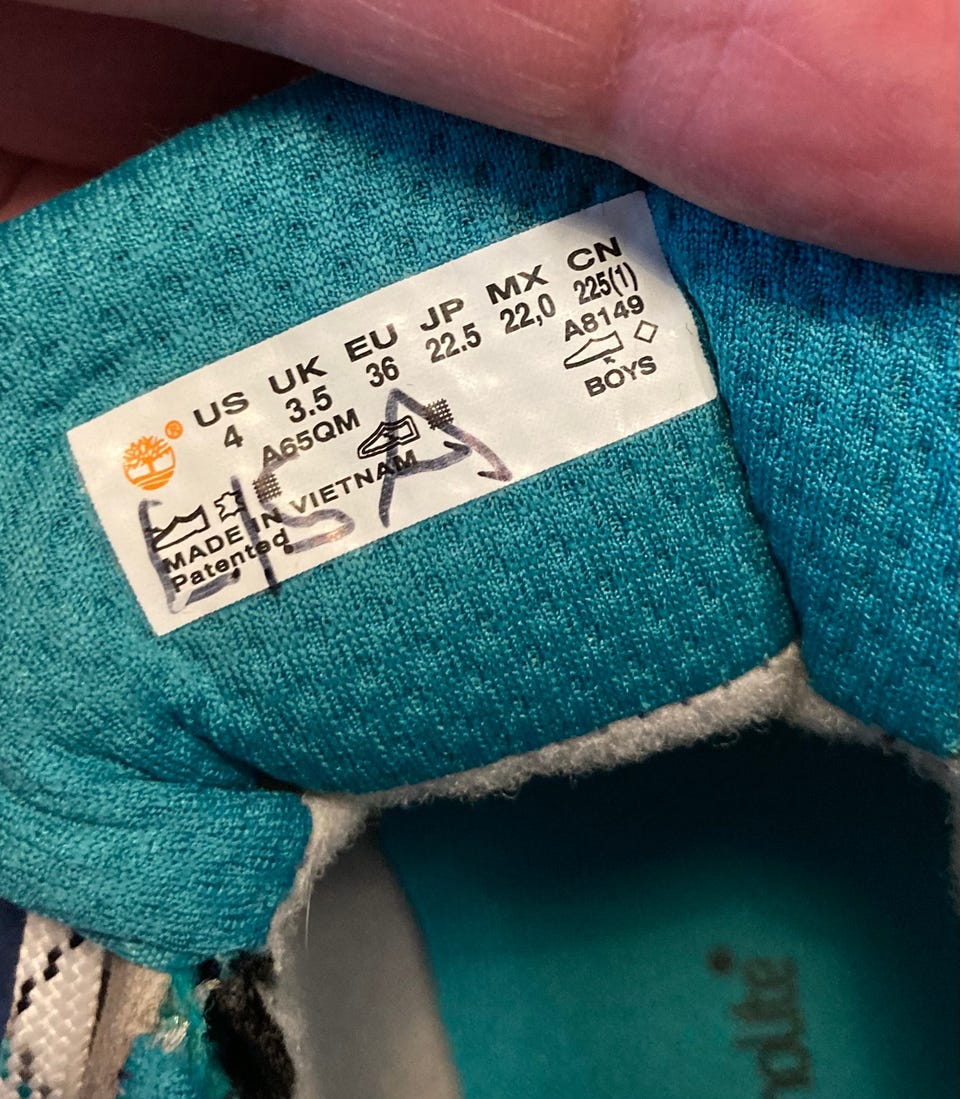 US UK EU JP MX CN
4 3.5 36 22.5 22,0 225(1)
A65QM A8149
BOYS
MADE IN VIETNAM
Patented
LISA